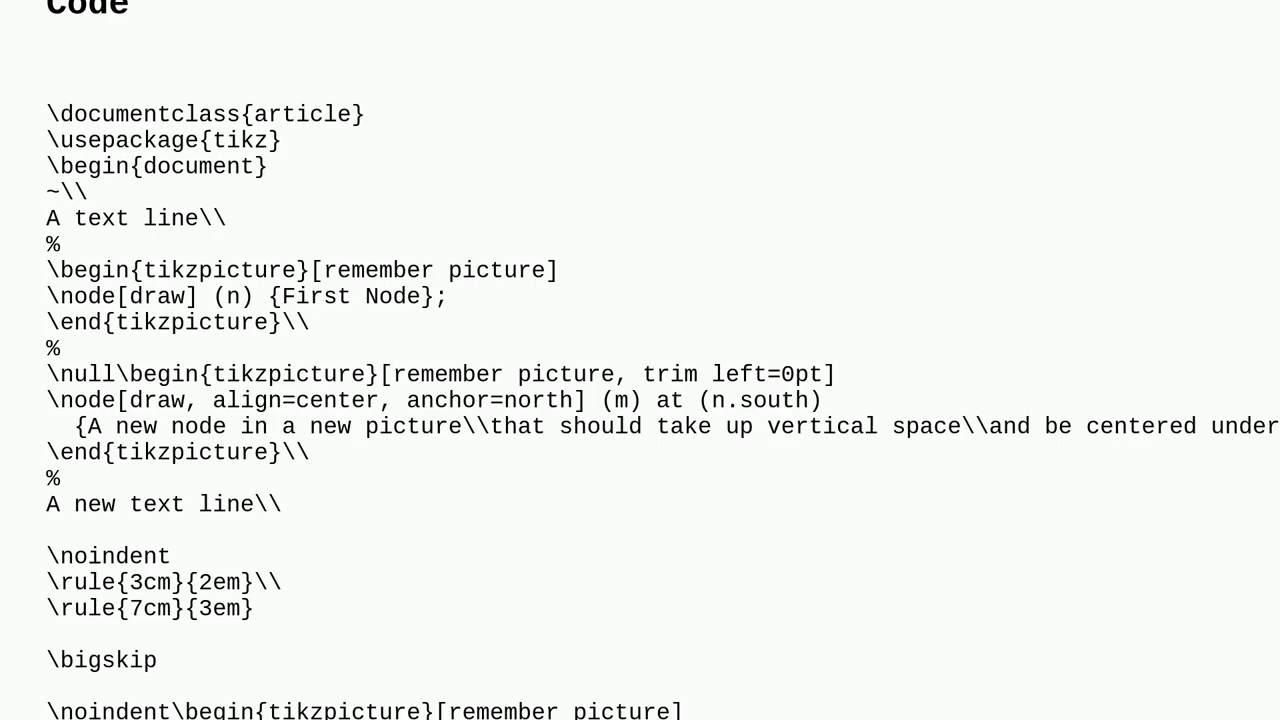 Code
\documentclass{article}
\usepackage{tikz}
\begin{document}
~\\
A text line\\
%
\begin{tikzpicture}[remember picture]
\node[draw] (n) {First Node};
\end{tikzpicture}\\
%
\null\begin{tikzpicture}[remember picture, trim left=0pt]
\node[draw, align=center, anchor=north] (m) at (n.south)
  {A new node in a new picture\\that should take up vertical space\\and be centered under
\end{tikzpicture}\\
%
A new text line\\
\noindent
\rule{3cm}{2em}\\
\rule{7cm}{3em}
\bigskip
\noindent\begin{tikzpicture}[remember picture]